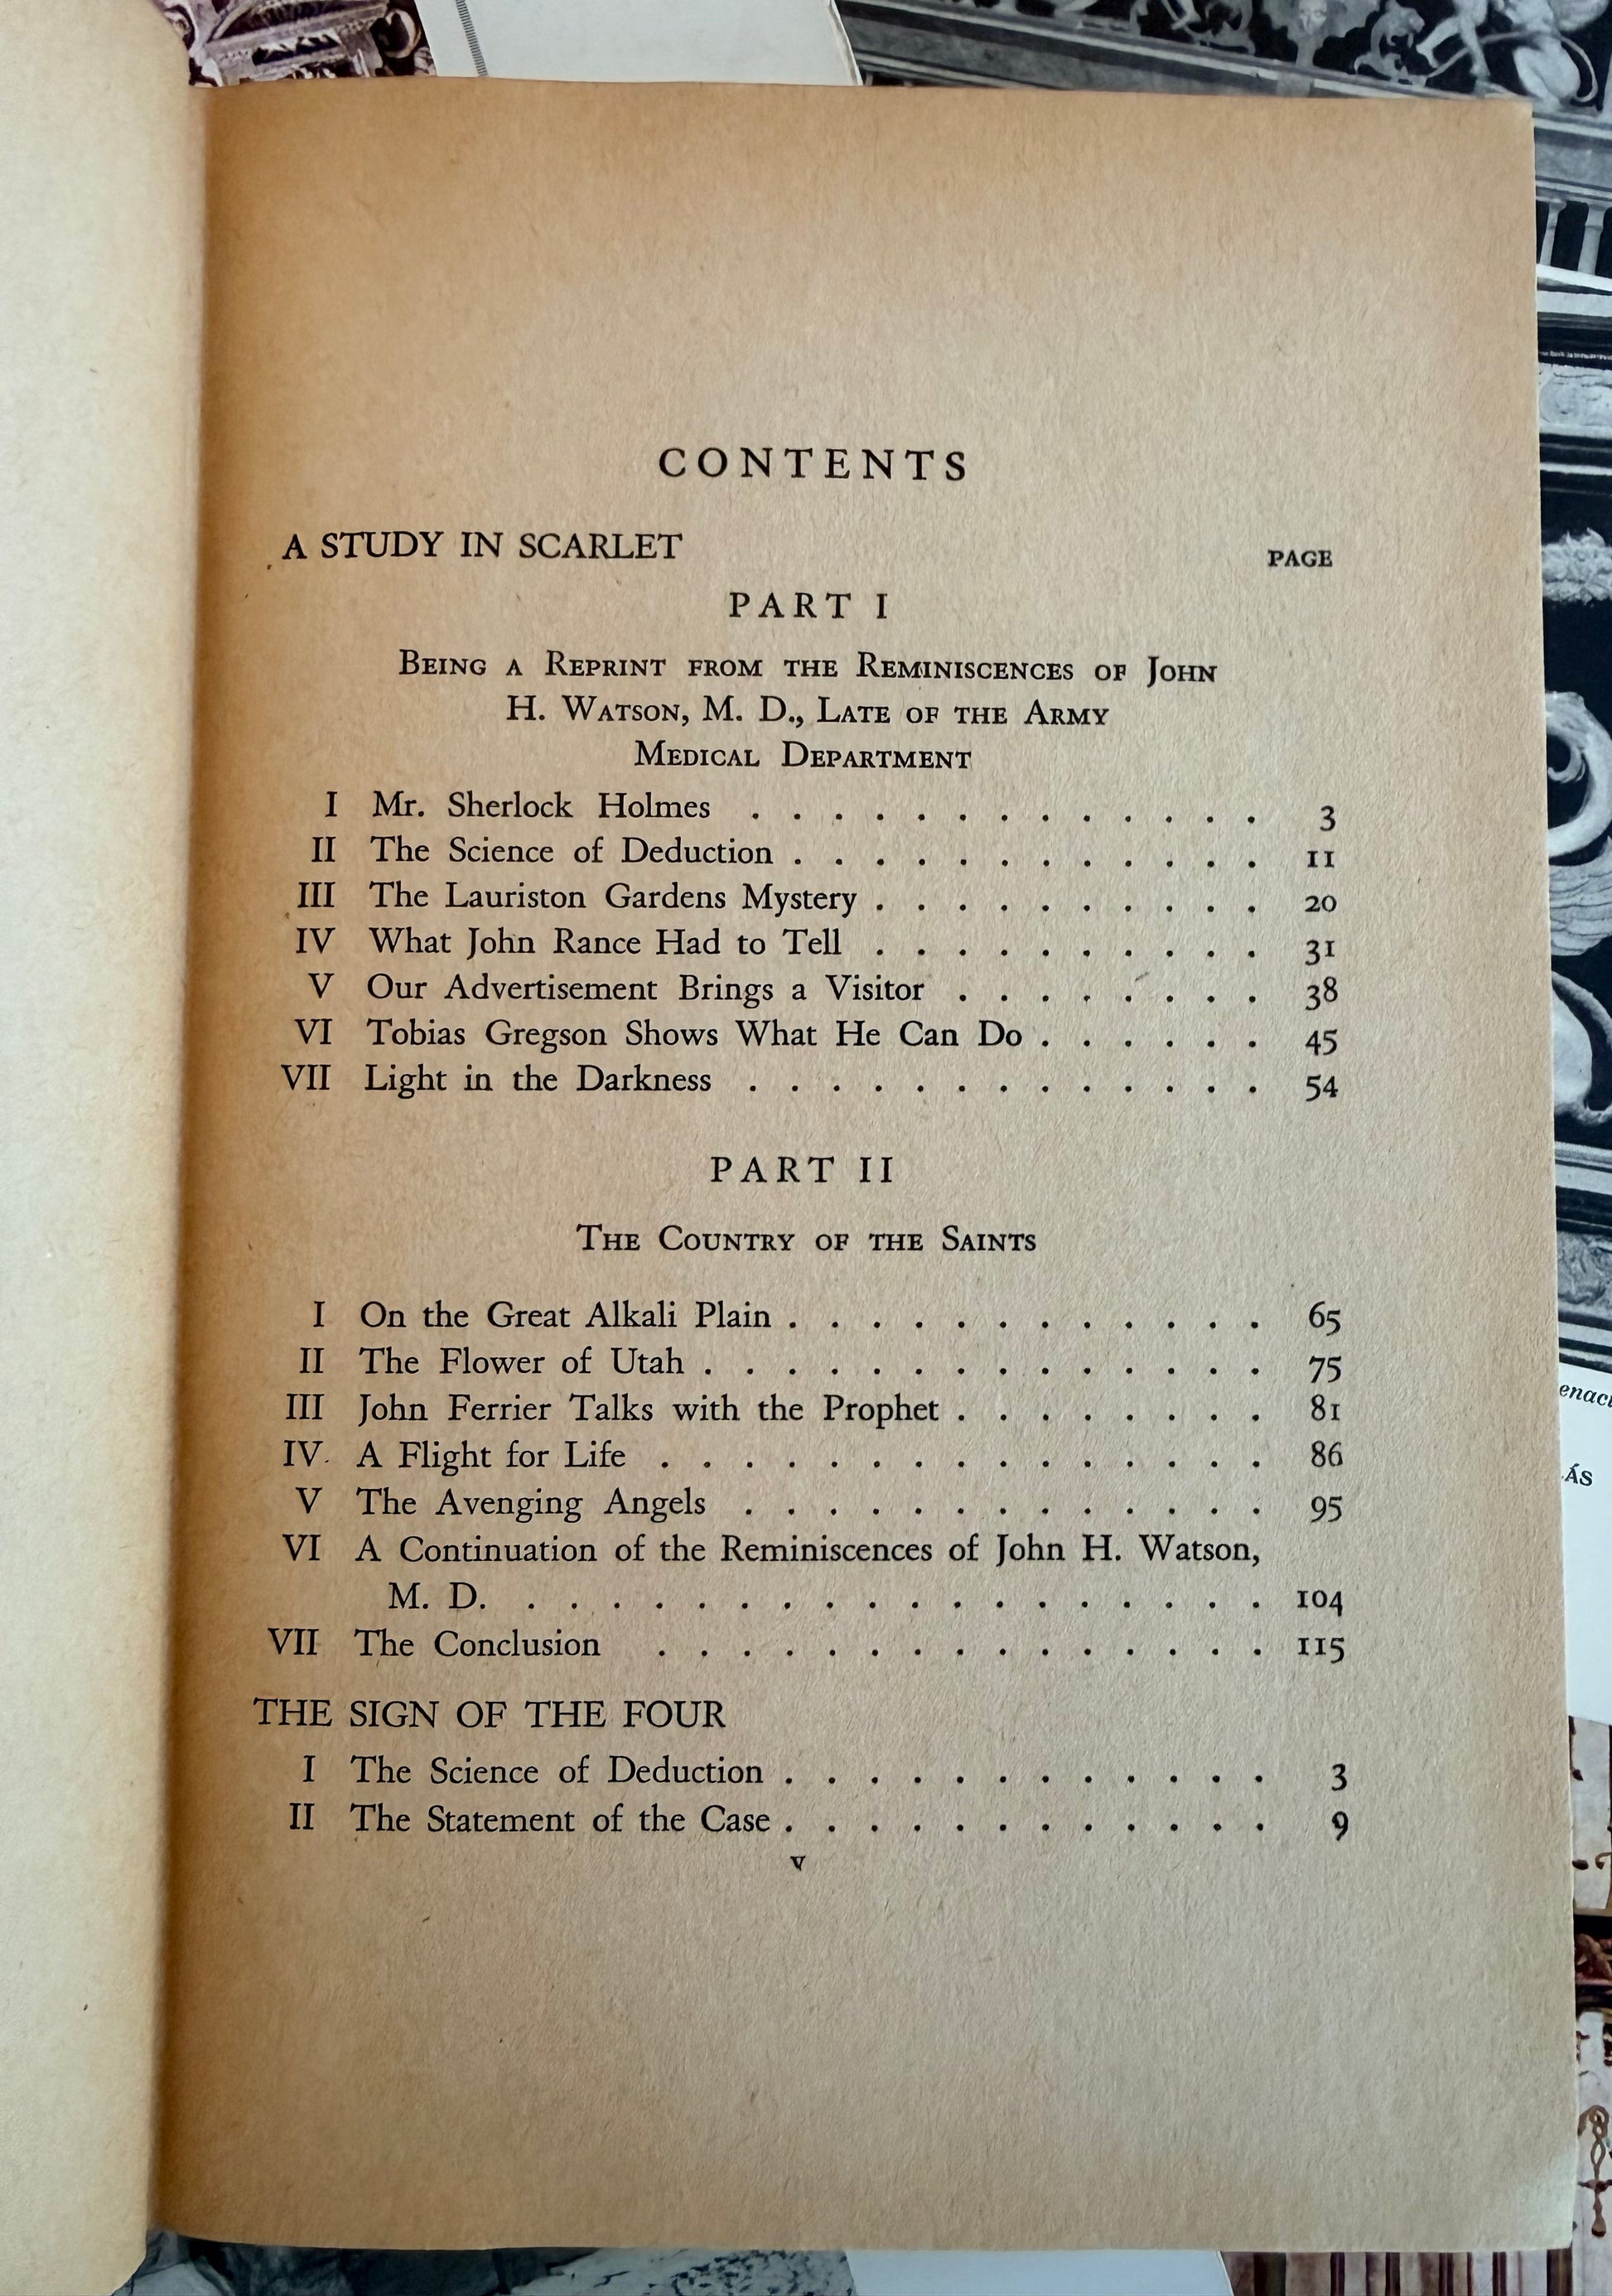 CONTENTS
A STUDY IN SCARLET
PAGE
PART I
BEING A REPRINT FROM THE REMINISCENCES OF JOHN
H. WATSON, M. D., LATE OF THE ARMY
MEDICAL DEPARTMENT
I Mr. Sherlock Holmes . . . . . . . . . . . . . 3
II The Science of Deduction . . . . . . . . . . . . 11
III The Lauriston Gardens Mystery . . . . . . . . . . 20
IV What John Rance Had to Tell . . . . . . . . . . 31
V Our Advertisement Brings a Visitor . . . . . . . . 38
VI Tobias Gregson Shows What He Can Do . . . . . . 45
VII Light in the Darkness . . . . . . . . . . . . . 54
PART II
THE COUNTRY OF THE SAINTS
I On the Great Alkali Plain . . . . . . . . . . . . 65
II The Flower of Utah . . . . . . . . . . . . . . 75
III John Ferrier Talks with the Prophet . . . . . . . . 81
IV. A Flight for Life . . . . . . . . . . . . . . . 86
V The Avenging Angels . . . . . . . . . . . . . 95
VI A Continuation of the Reminiscences of John H. Watson,
M. D. . . . . . . . . . . . . . . . . . . . 104
VII The Conclusion . . . . . . . . . . . . . . . 115
THE SIGN OF THE FOUR
I The Science of Deduction . . . . . . . . . . . . 3
II The Statement of the Case . . . . . . . . . . . . 9
v